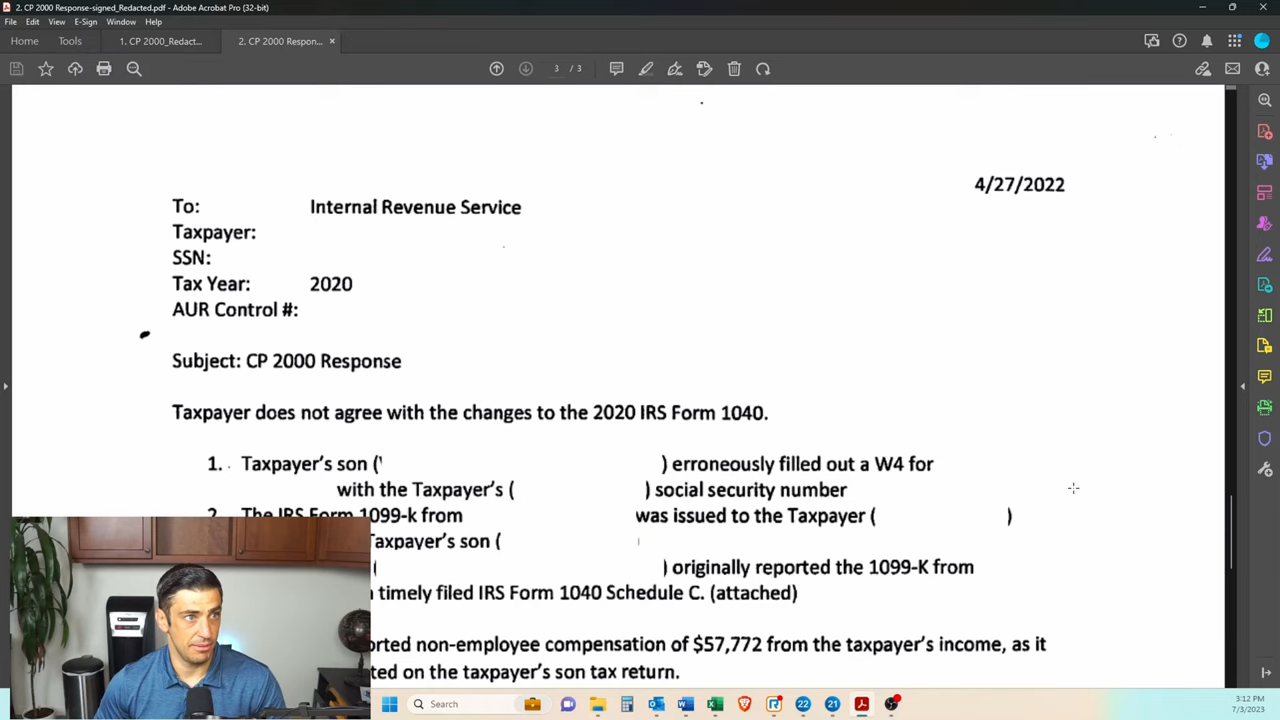 2. CP 2000 Response-signed_Redacted.pdf - Adobe Acrobat Pro (32-bit)
File Edit View E-Sign Window Help
Home Tools 1. CP 2000_Redact... 2. CP 2000 Respon... ×
3 / 3
4/27/2022
To: Internal Revenue Service
Taxpayer:
SSN:
Tax Year: 2020
AUR Control #:
Subject: CP 2000 Response
Taxpayer does not agree with the changes to the 2020 IRS Form 1040.
1. Taxpayer's son ( ) erroneously filled out a W4 for
with the Taxpayer's ( ) social security number
2. The IRS Form 1099-k from was issued to the Taxpayer ( )
Taxpayer's son (
( ) originally reported the 1099-K from
timely filed IRS Form 1040 Schedule C. (attached)
orted non-employee compensation of $57,772 from the taxpayer's income, as it
ted on the taxpayer's son tax return.
Search
22 21
3:12 PM
7/3/2023